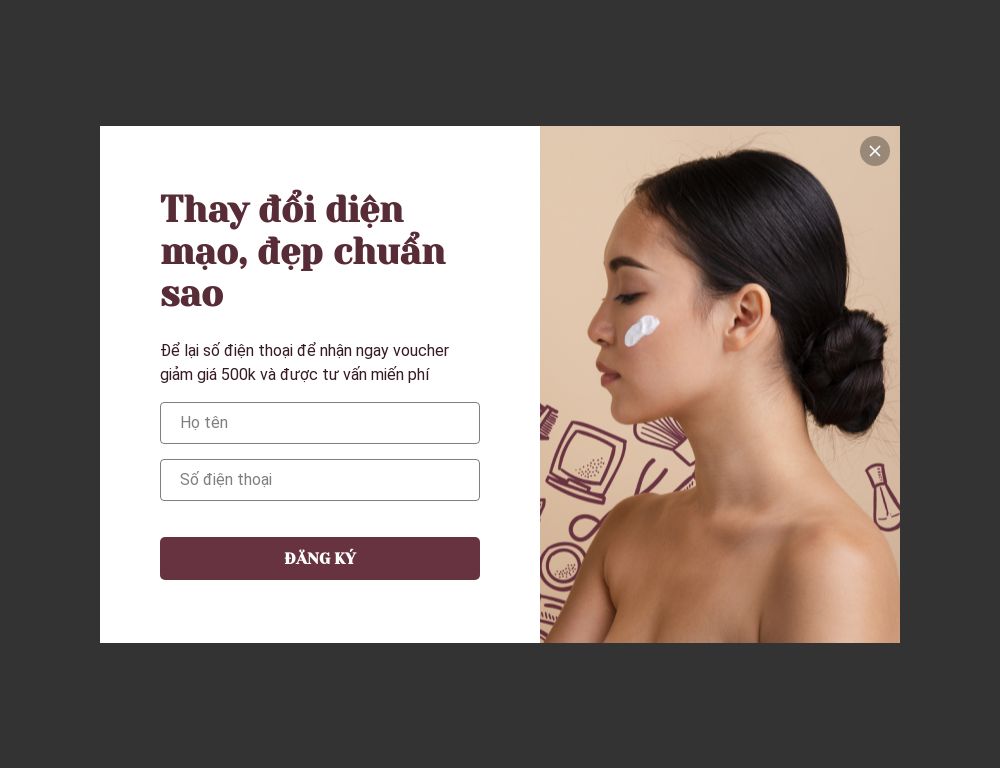 Thay đổi diện
mạo, đẹp chuẩn
sao
Để lại số điện thoại để nhận ngay voucher
giảm giá 500k và được tư vấn miến phí
Họ tên
Số điện thoại
ĐĂNG KÝ